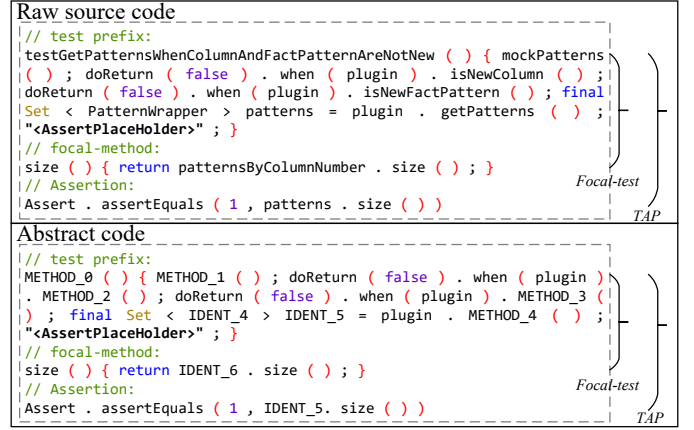 Raw source code
// test prefix:
testGetPatternsWhenColumnAndFactPatternAreNotNew ( ) { mockPatterns
( ) ; doReturn ( false ) . when ( plugin ) . isNewColumn ( ) ;
doReturn ( false ) . when ( plugin ) . isNewFactPattern ( ) ; final
Set < PatternWrapper > patterns = plugin . getPatterns ( ) ;
"<AssertPlaceHolder>" ; }
// focal-method:
size ( ) { return patternsByColumnNumber . size ( ) ; }
Focal-test
// Assertion:
Assert . assertEquals ( 1 , patterns . size ( ) )
TAP
Abstract code
// test prefix:
METHOD_0 ( ) { METHOD_1 ( ) ; doReturn ( false ) . when ( plugin )
. METHOD_2 ( ) ; doReturn ( false ) . when ( plugin ) . METHOD_3 (
) ; final Set < IDENT_4 > IDENT_5 = plugin . METHOD_4 ( ) ;
"<AssertPlaceHolder>" ; }
// focal-method:
size ( ) { return IDENT_6 . size ( ) ; }
Focal-test
// Assertion:
Assert . assertEquals ( 1 , IDENT_5. size ( ) )
TAP